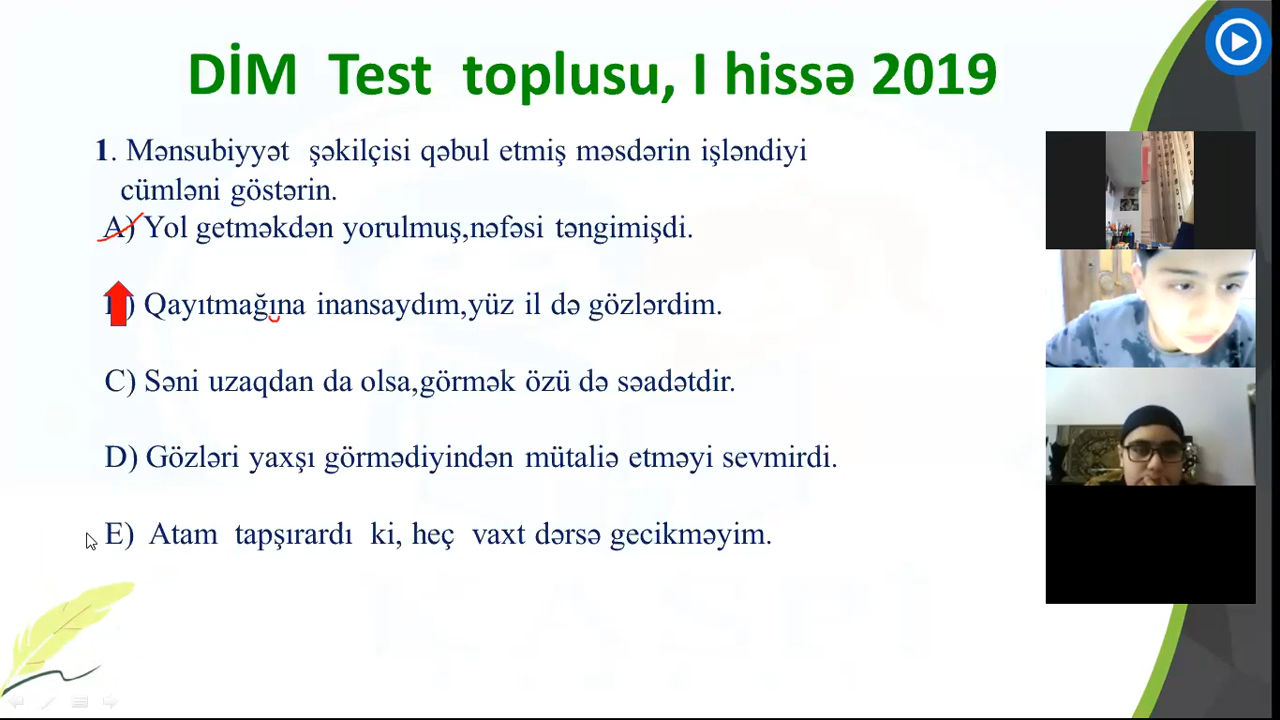 DİM Test toplusu, I hissə 2019
1. Mənsubiyyət şəkilçisi qəbul etmiş məsdərin işləndiyi
cümləni göstərin.
A) Yol getməkdən yorulmuş,nəfəsi təngimişdi.
) Qayıtmağına inansaydım,yüz il də gözlərdim.
C) Səni uzaqdan da olsa,görmək özü də səadətdir.
D) Gözləri yaxşı görmədiyindən mütaliə etməyi sevmirdi.
E) Atam tapşırardı ki, heç vaxt dərsə gecikməyim.